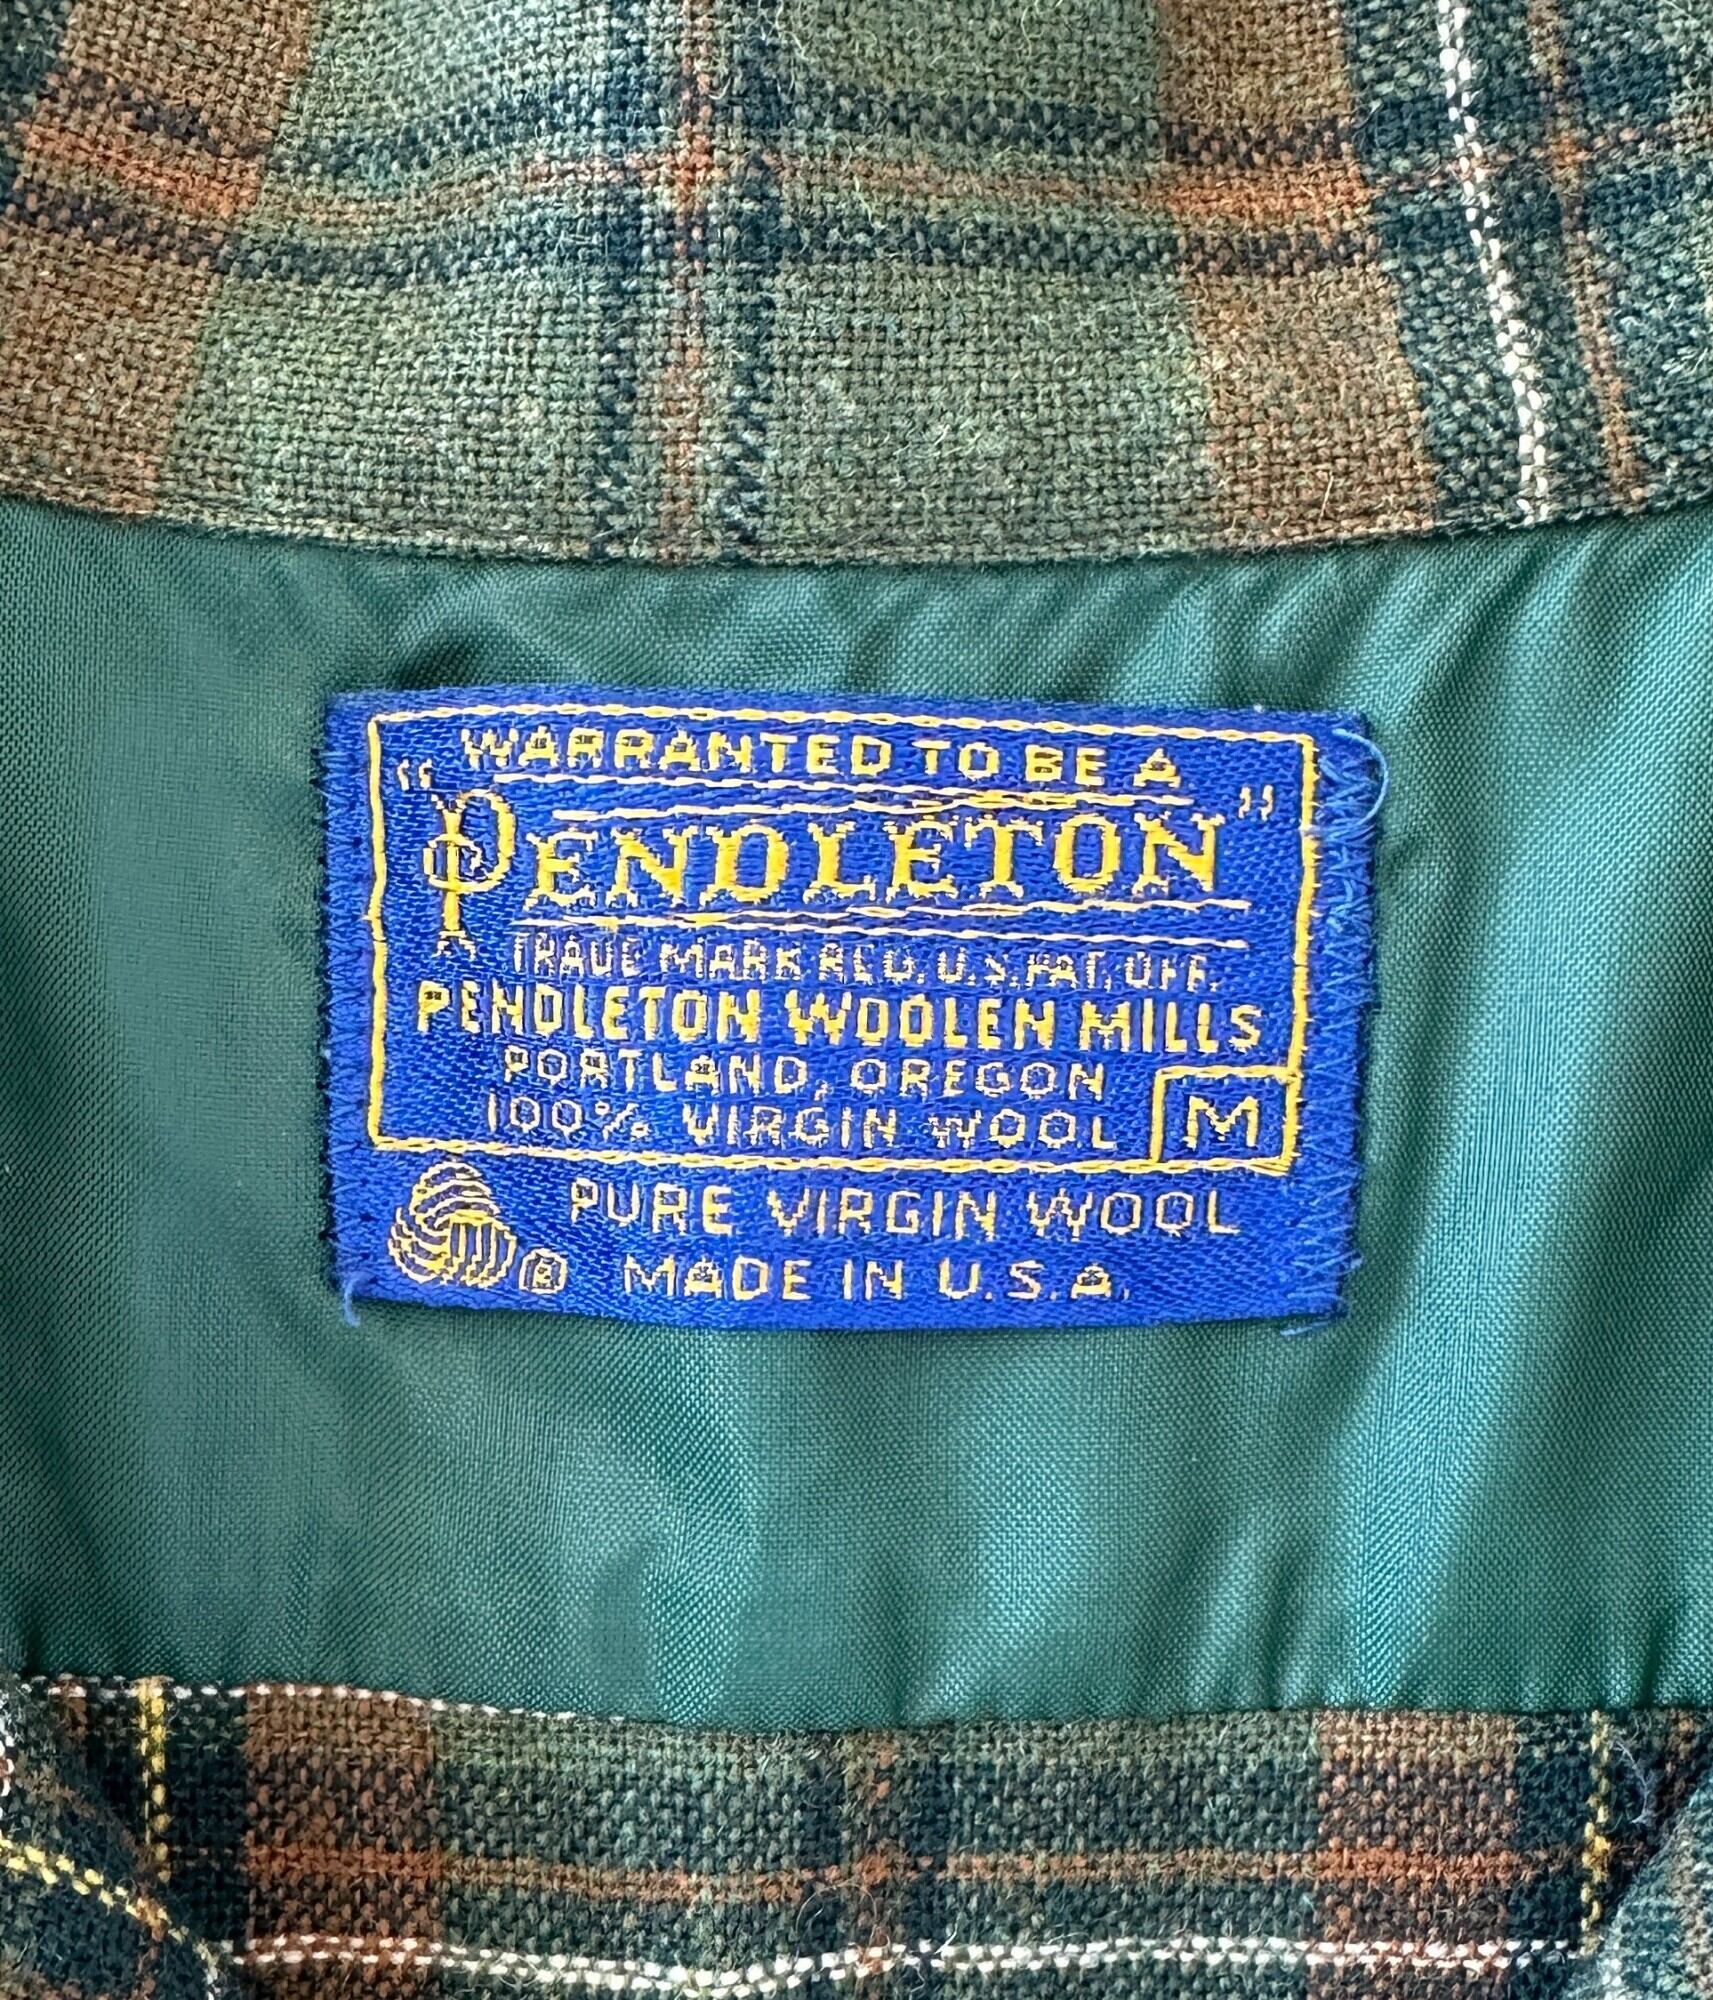 WARRANTED TO BE A
"PENDLETON"
TRADE MARK REG. U.S. PAT. OFF.
PENDLETON WOOLEN MILLS
PORTLAND, OREGON
100% VIRGIN WOOL M
PURE VIRGIN WOOL
® MADE IN U.S.A.